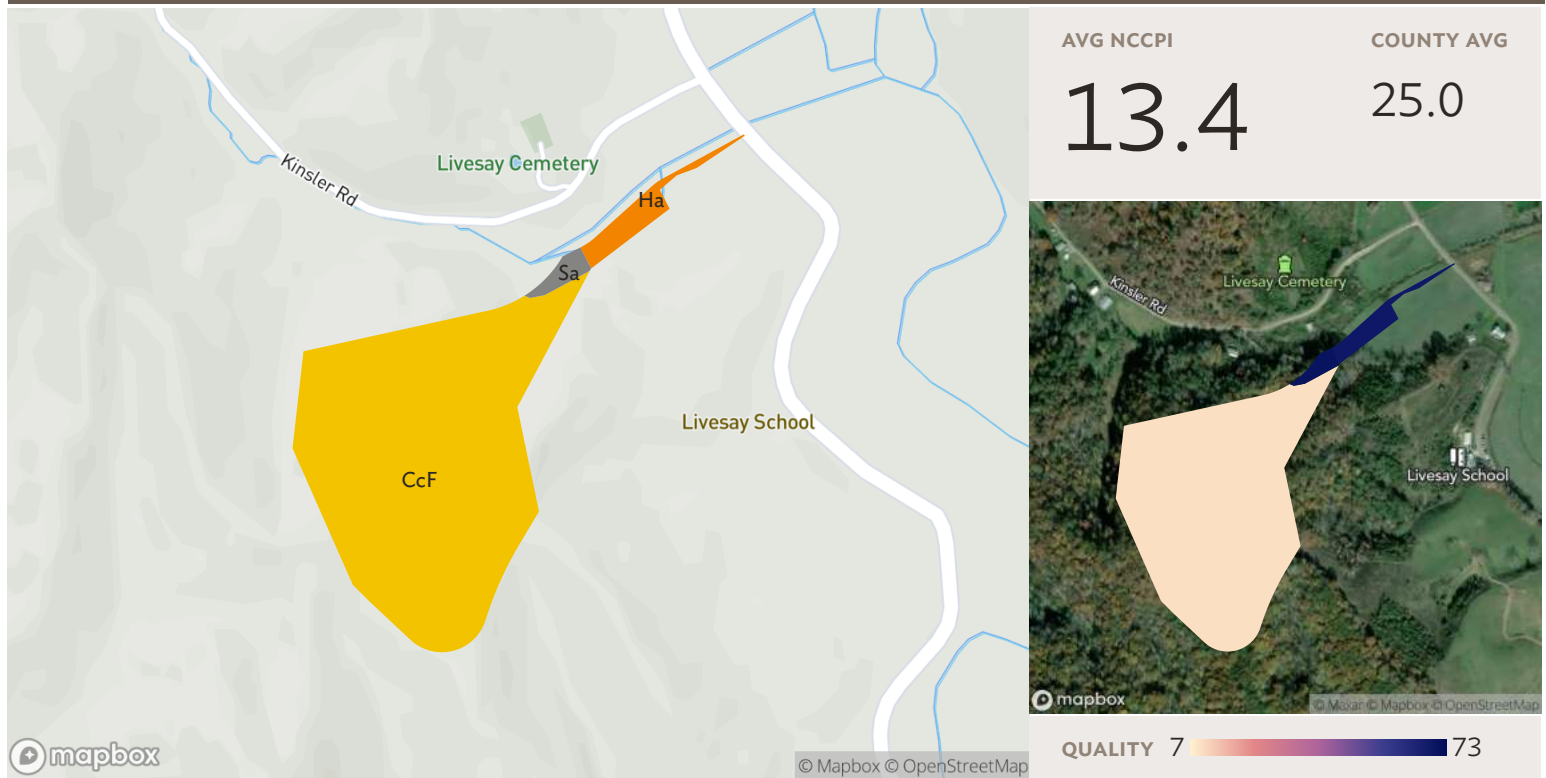 Kinsler Rd
Livesay Cemetery
Ha
Sa
CcF
Livesay School
mapbox
© Mapbox © OpenStreetMap
AVG NCCPI
13.4
COUNTY AVG
25.0
Livesay Cemetery
Kinsler Rd
Livesay School
mapbox
© Maxar © Mapbox © OpenStreetMap
QUALITY 7 73